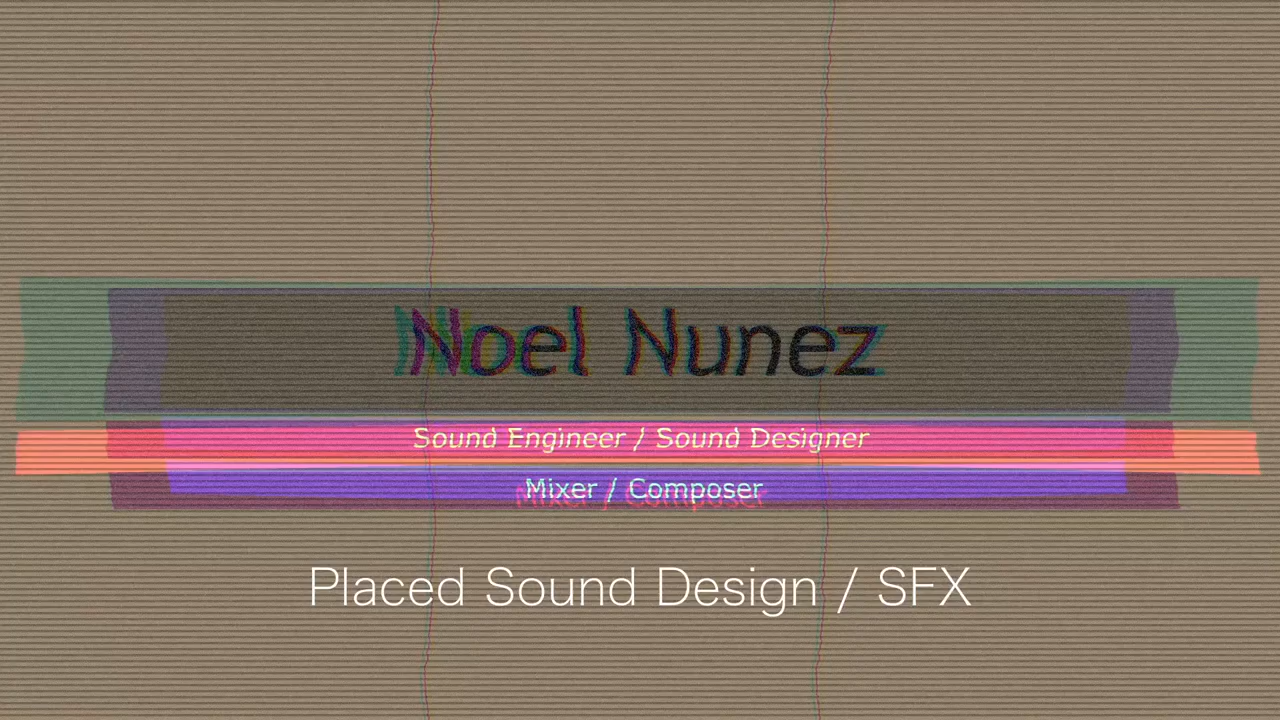 Noel Nunez
Sound Engineer / Sound Designer
Mixer / Composer
Placed Sound Design / SFX